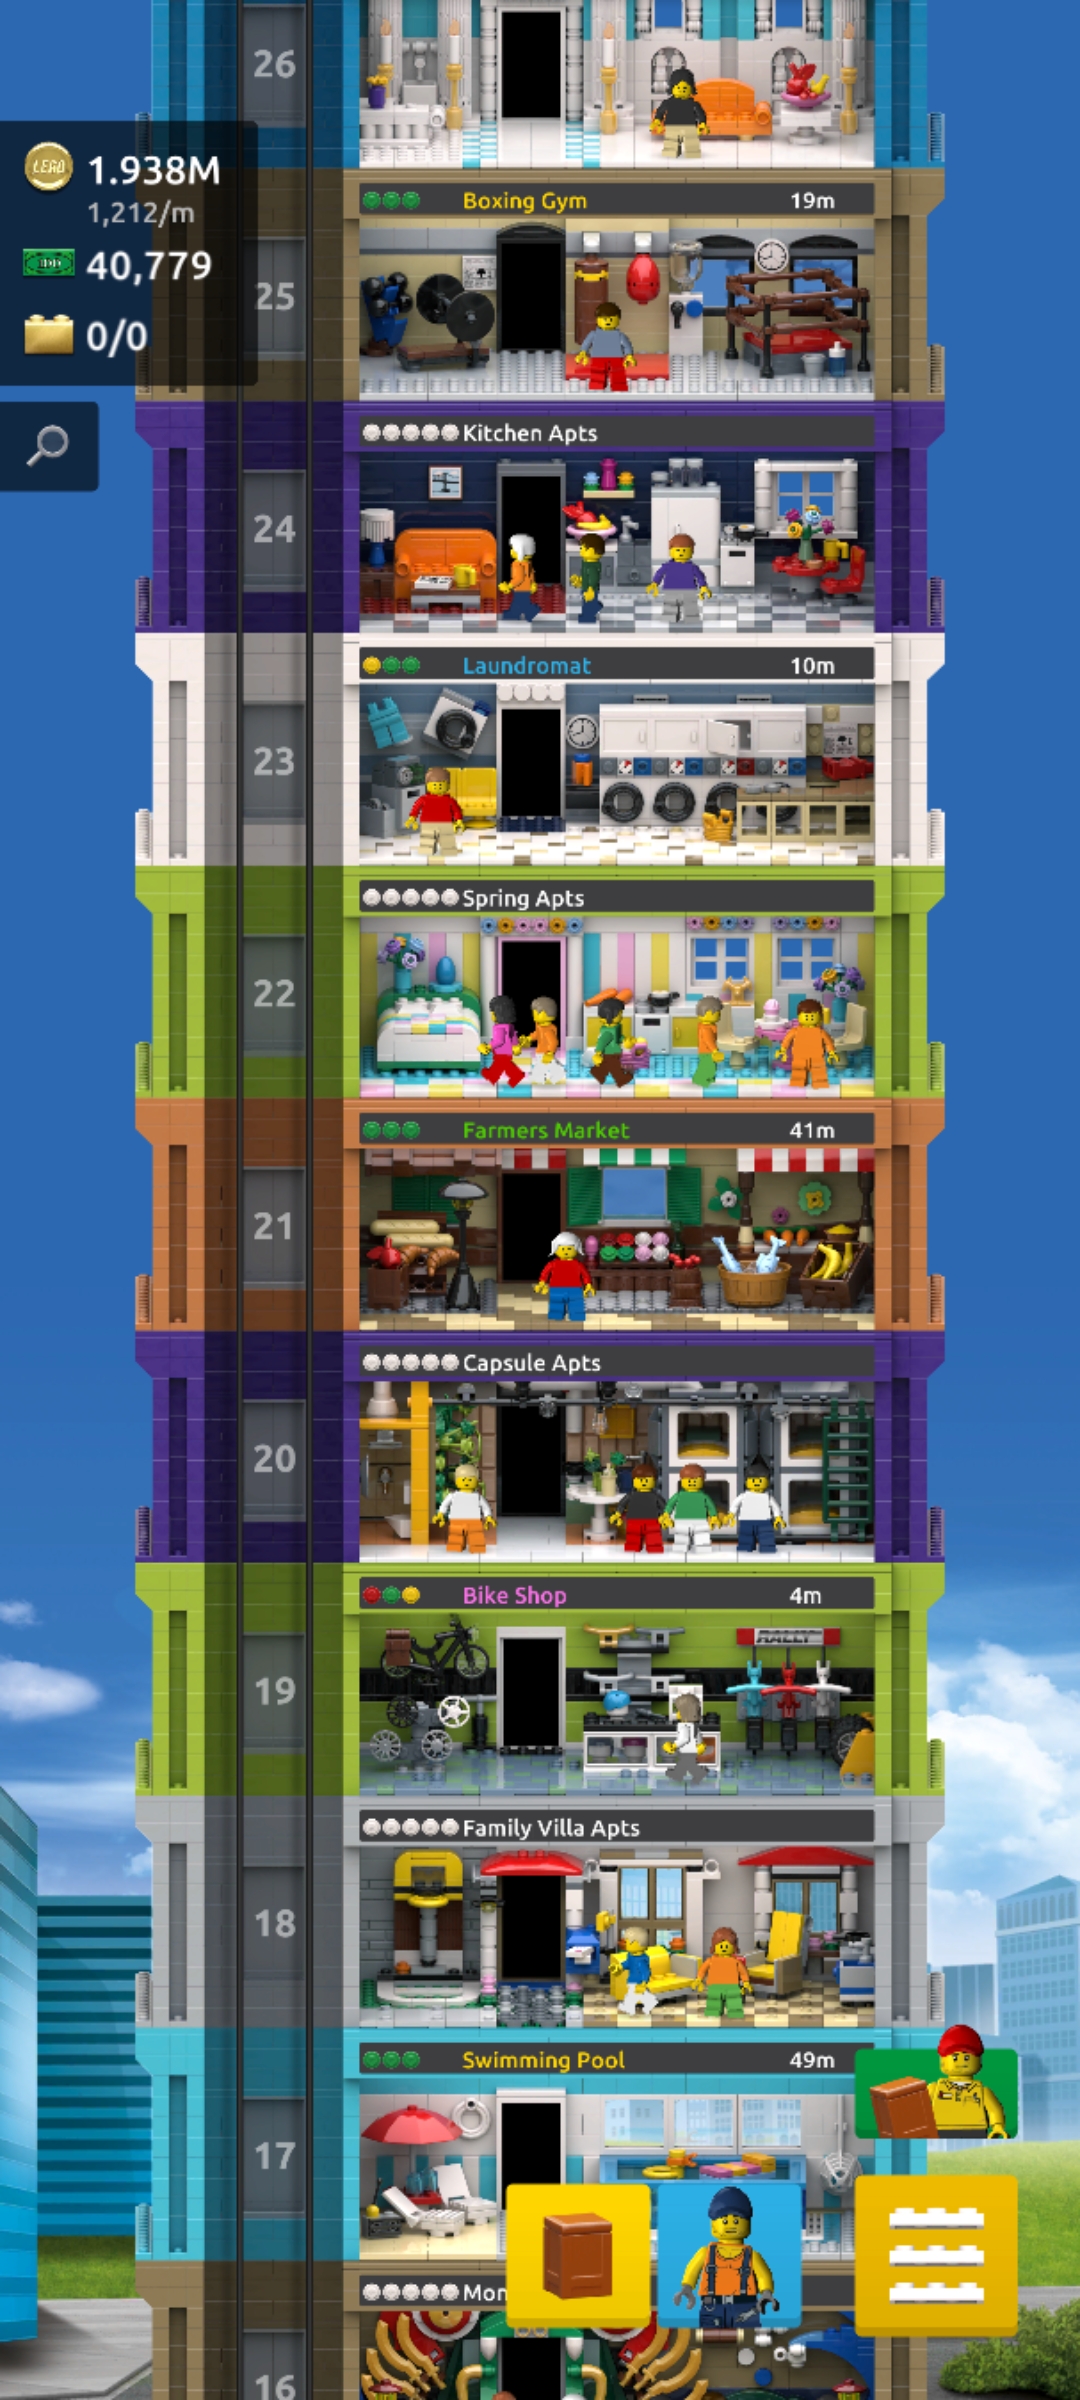 26
LEGO
1.938M
1,212/m
40,779
0/0
Boxing Gym 19m
25
Kitchen Apts
24
Laundromat 10m
23
Spring Apts
22
Farmers Market 41m
21
Capsule Apts
20
Bike Shop 4m
RALLY
19
Family Villa Apts
18
Swimming Pool 49m
17
Mon
16